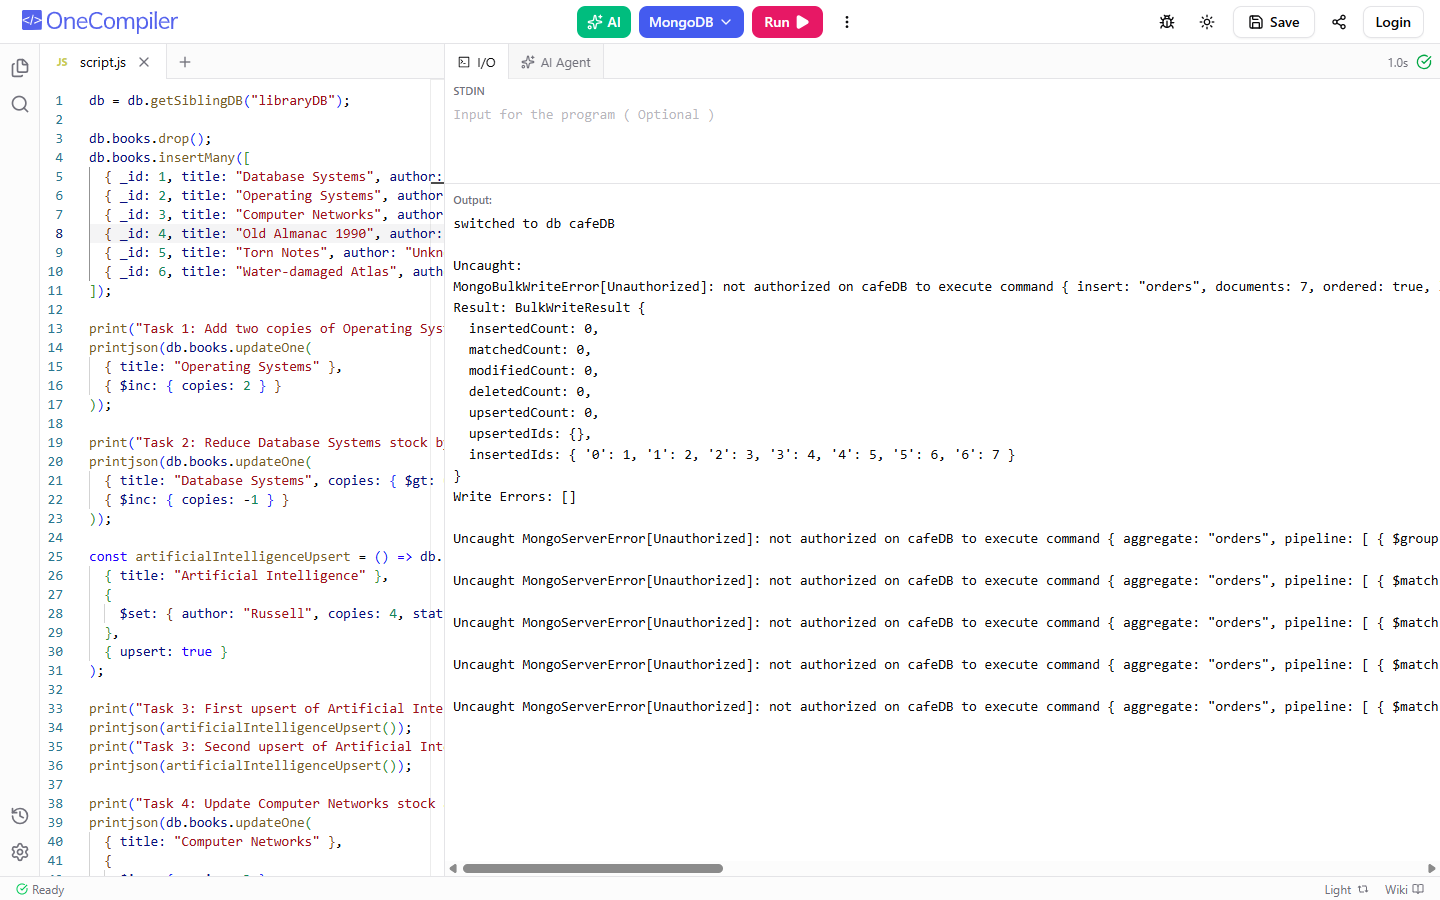 OneCompiler
AI
MongoDB
Run
Save
Login
JS script.js
I/O
AI Agent
1.0s
1 db = db.getSiblingDB("libraryDB");
2
3 db.books.drop();
4 db.books.insertMany([
5 { _id: 1, title: "Database Systems", author:
6 { _id: 2, title: "Operating Systems", author
7 { _id: 3, title: "Computer Networks", author
8 { _id: 4, title: "Old Almanac 1990", author:
9 { _id: 5, title: "Torn Notes", author: "Unkn
10 { _id: 6, title: "Water-damaged Atlas", auth
11 ]);
12
13 print("Task 1: Add two copies of Operating Sys
14 printjson(db.books.updateOne(
15 { title: "Operating Systems" },
16 { $inc: { copies: 2 } }
17 ));
18
19 print("Task 2: Reduce Database Systems stock b
20 printjson(db.books.updateOne(
21 { title: "Database Systems", copies: { $gt:
22 { $inc: { copies: -1 } }
23 ));
24
25 const artificialIntelligenceUpsert = () => db.
26 { title: "Artificial Intelligence" },
27 {
28 $set: { author: "Russell", copies: 4, stat
29 },
30 { upsert: true }
31 );
32
33 print("Task 3: First upsert of Artificial Inte
34 printjson(artificialIntelligenceUpsert());
35 print("Task 3: Second upsert of Artificial Int
36 printjson(artificialIntelligenceUpsert());
37
38 print("Task 4: Update Computer Networks stock
39 printjson(db.books.updateOne(
40 { title: "Computer Networks" },
41 {
STDIN
Input for the program ( Optional )
Output:
switched to db cafeDB
Uncaught:
MongoBulkWriteError[Unauthorized]: not authorized on cafeDB to execute command { insert: "orders", documents: 7, ordered: true,
Result: BulkWriteResult {
insertedCount: 0,
matchedCount: 0,
modifiedCount: 0,
deletedCount: 0,
upsertedCount: 0,
upsertedIds: {},
insertedIds: { '0': 1, '1': 2, '2': 3, '3': 4, '4': 5, '5': 6, '6': 7 }
}
Write Errors: []
Uncaught MongoServerError[Unauthorized]: not authorized on cafeDB to execute command { aggregate: "orders", pipeline: [ { $group
Uncaught MongoServerError[Unauthorized]: not authorized on cafeDB to execute command { aggregate: "orders", pipeline: [ { $match
Uncaught MongoServerError[Unauthorized]: not authorized on cafeDB to execute command { aggregate: "orders", pipeline: [ { $match
Uncaught MongoServerError[Unauthorized]: not authorized on cafeDB to execute command { aggregate: "orders", pipeline: [ { $match
Uncaught MongoServerError[Unauthorized]: not authorized on cafeDB to execute command { aggregate: "orders", pipeline: [ { $match
Ready
Light
Wiki